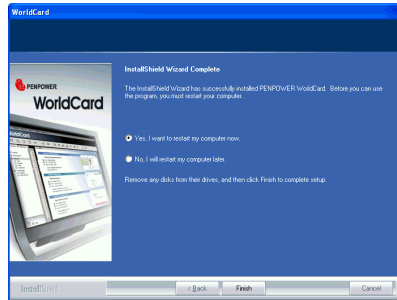 WorldCard
InstallShield Wizard Complete
The InstallShield Wizard has successfully installed PENPOWER WorldCard. Before you can use
the program, you must restart your computer.
PENPOWER
WorldCard
Yes, I want to restart my computer now.
No, I will restart my computer later.
Remove any disks from their drives, and then click Finish to complete setup.
InstallShield
< Back
Finish
Cancel